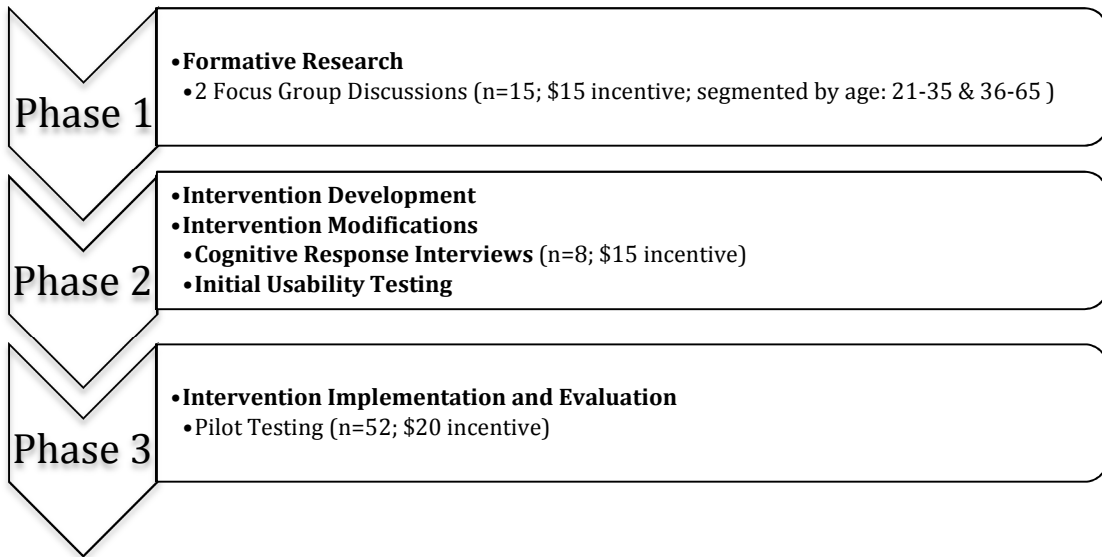 Phase 1
•Formative Research
•2 Focus Group Discussions (n=15; $15 incentive; segmented by age: 21-35 & 36-65 )
Phase 2
•Intervention Development
•Intervention Modifications
•Cognitive Response Interviews (n=8; $15 incentive)
•Initial Usability Testing
Phase 3
•Intervention Implementation and Evaluation
•Pilot Testing (n=52; $20 incentive)